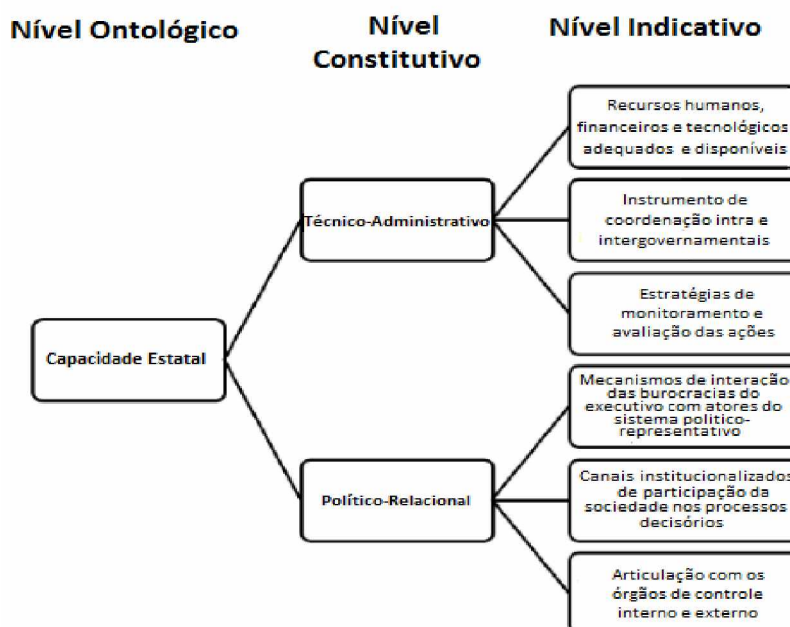 Nível Ontológico
Nível
Constitutivo
Nível Indicativo
Capacidade Estatal
Técnico-Administrativo
Político-Relacional
Recursos humanos,
financeiros e tecnológicos
adequados e disponíveis
Instrumento de
coordenação intra e
intergovernamentais
Estratégias de
monitoramento e
avaliação das ações
Mecanismos de interação
das burocracias do
executivo com atores do
sistema político-
representativo
Canais institucionalizados
de participação da
sociedade nos processos
decisórios
Articulação com os
órgãos de controle
interno e externo